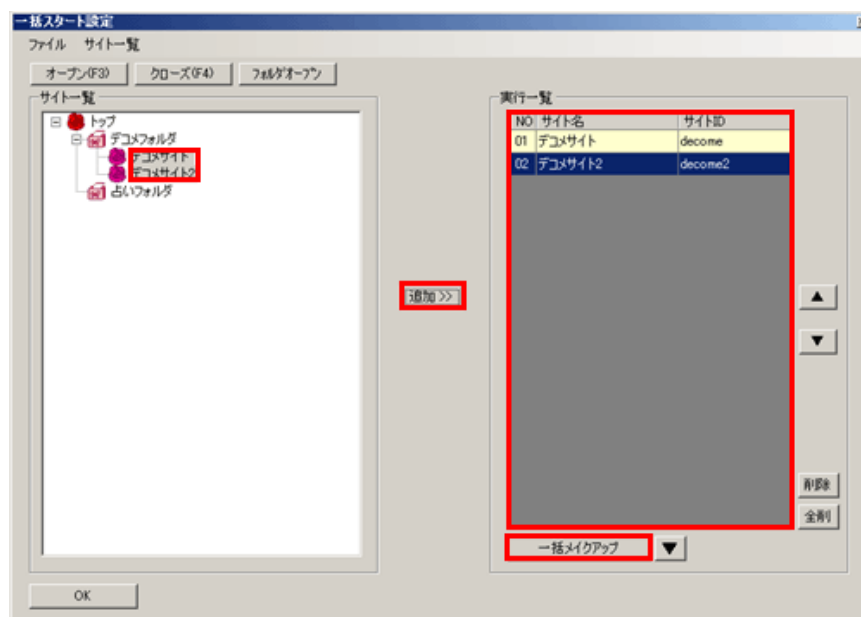 一括スタート設定
ファイル サイト一覧
オープン(F3) クローズ(F4) フォルダオープン
サイト一覧
トップ
デコメフォルダ
デコメサイト
デコメサイト2
占いフォルダ
追加 >>
実行一覧
NO サイト名 サイトID
01 デコメサイト decome
02 デコメサイト2 decome2
▲
▼
削除
全削
一括メイクアップ ▼
OK